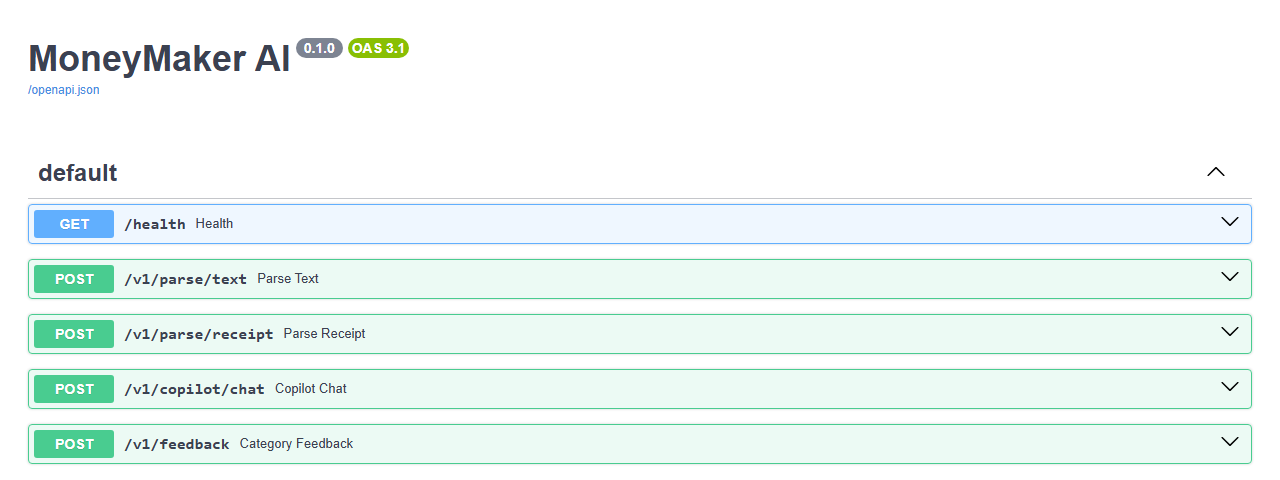 MoneyMaker AI 0.1.0 OAS 3.1
/openapi.json
default
GET /health Health
POST /v1/parse/text Parse Text
POST /v1/parse/receipt Parse Receipt
POST /v1/copilot/chat Copilot Chat
POST /v1/feedback Category Feedback